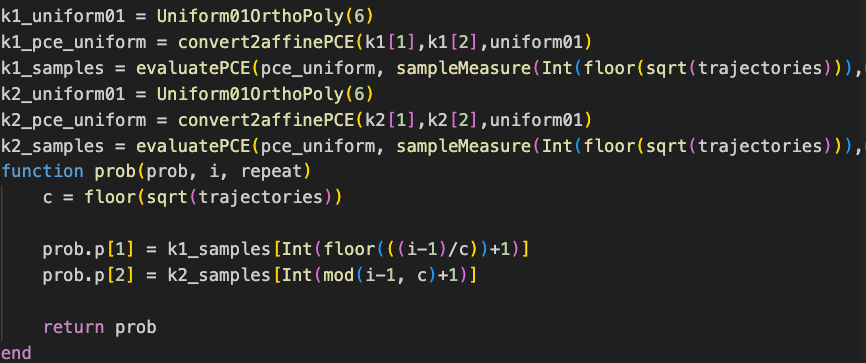 k1_uniform01 = Uniform01OrthoPoly(6)
k1_pce_uniform = convert2affinePCE(k1[1],k1[2],uniform01)
k1_samples = evaluatePCE(pce_uniform, sampleMeasure(Int(floor(sqrt(trajectories))),
k2_uniform01 = Uniform01OrthoPoly(6)
k2_pce_uniform = convert2affinePCE(k2[1],k2[2],uniform01)
k2_samples = evaluatePCE(pce_uniform, sampleMeasure(Int(floor(sqrt(trajectories))),
function prob(prob, i, repeat)
    c = floor(sqrt(trajectories))

    prob.p[1] = k1_samples[Int(floor(((i-1)/c))+1)]
    prob.p[2] = k2_samples[Int(mod(i-1, c)+1)]

    return prob
end